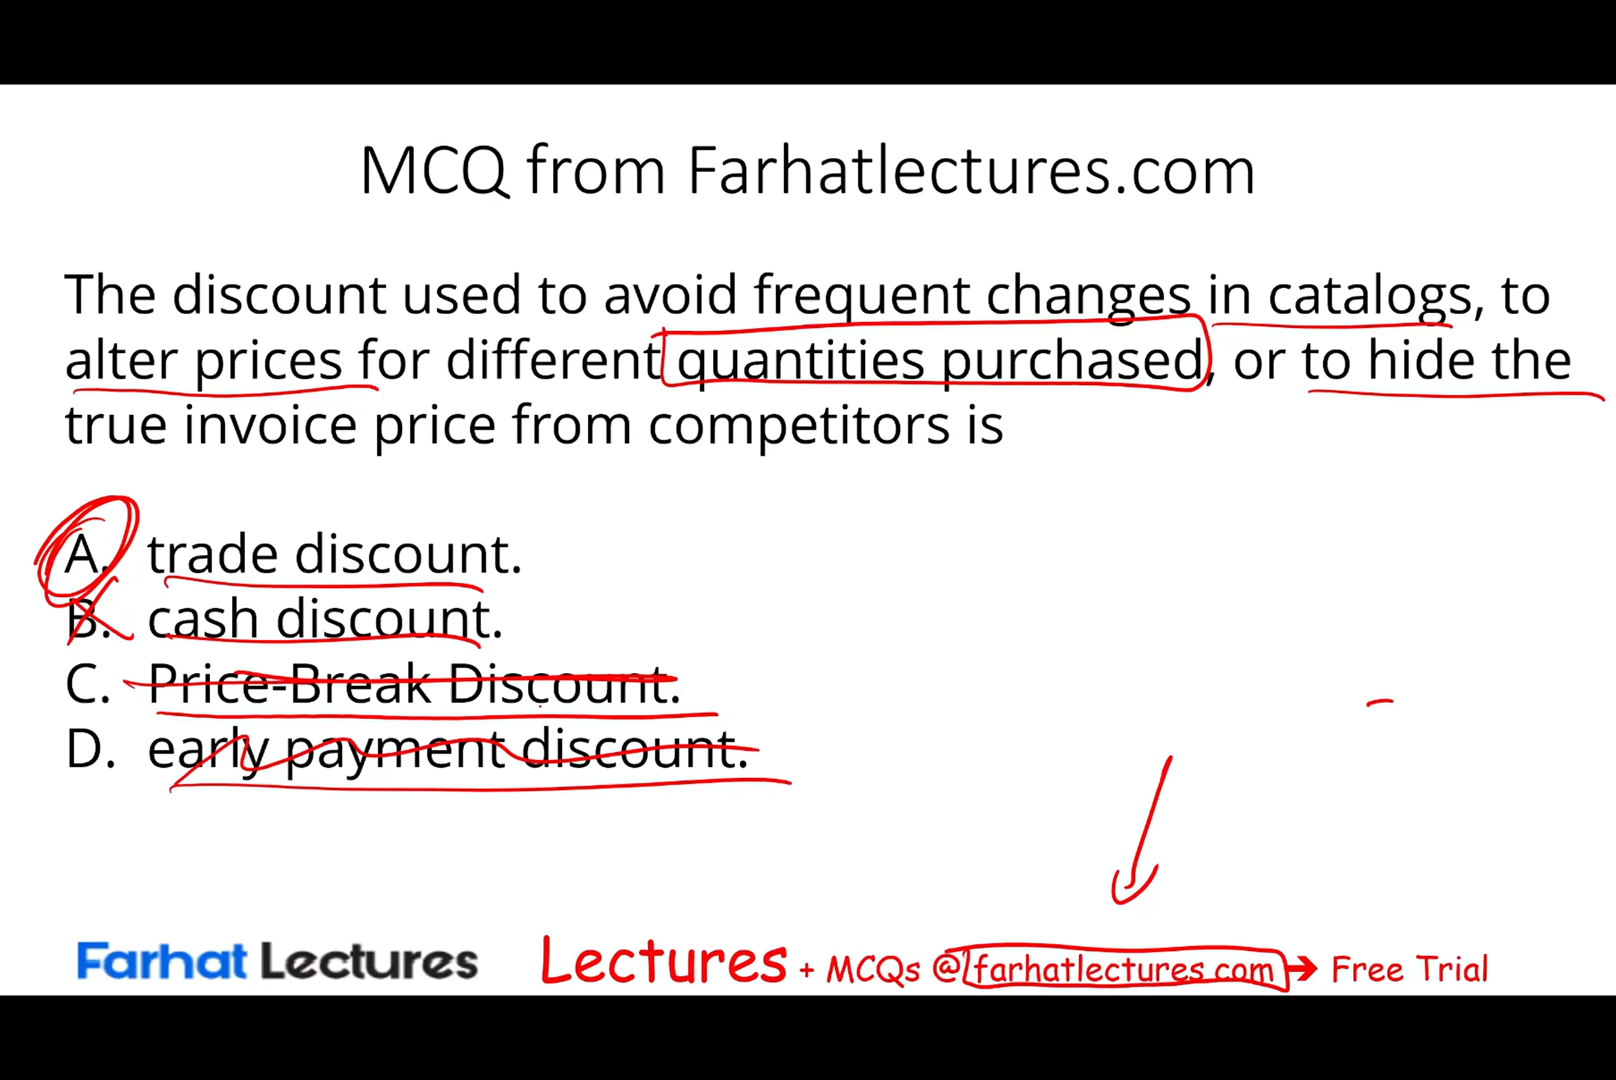 MCQ from Farhatlectures.com
The discount used to avoid frequent changes in catalogs, to
alter prices for different quantities purchased, or to hide the
true invoice price from competitors is
A. trade discount.
B. cash discount.
C. Price-Break Discount.
D. early payment discount.
Farhat Lectures Lectures + MCQs @farhatlectures.com → Free Trial